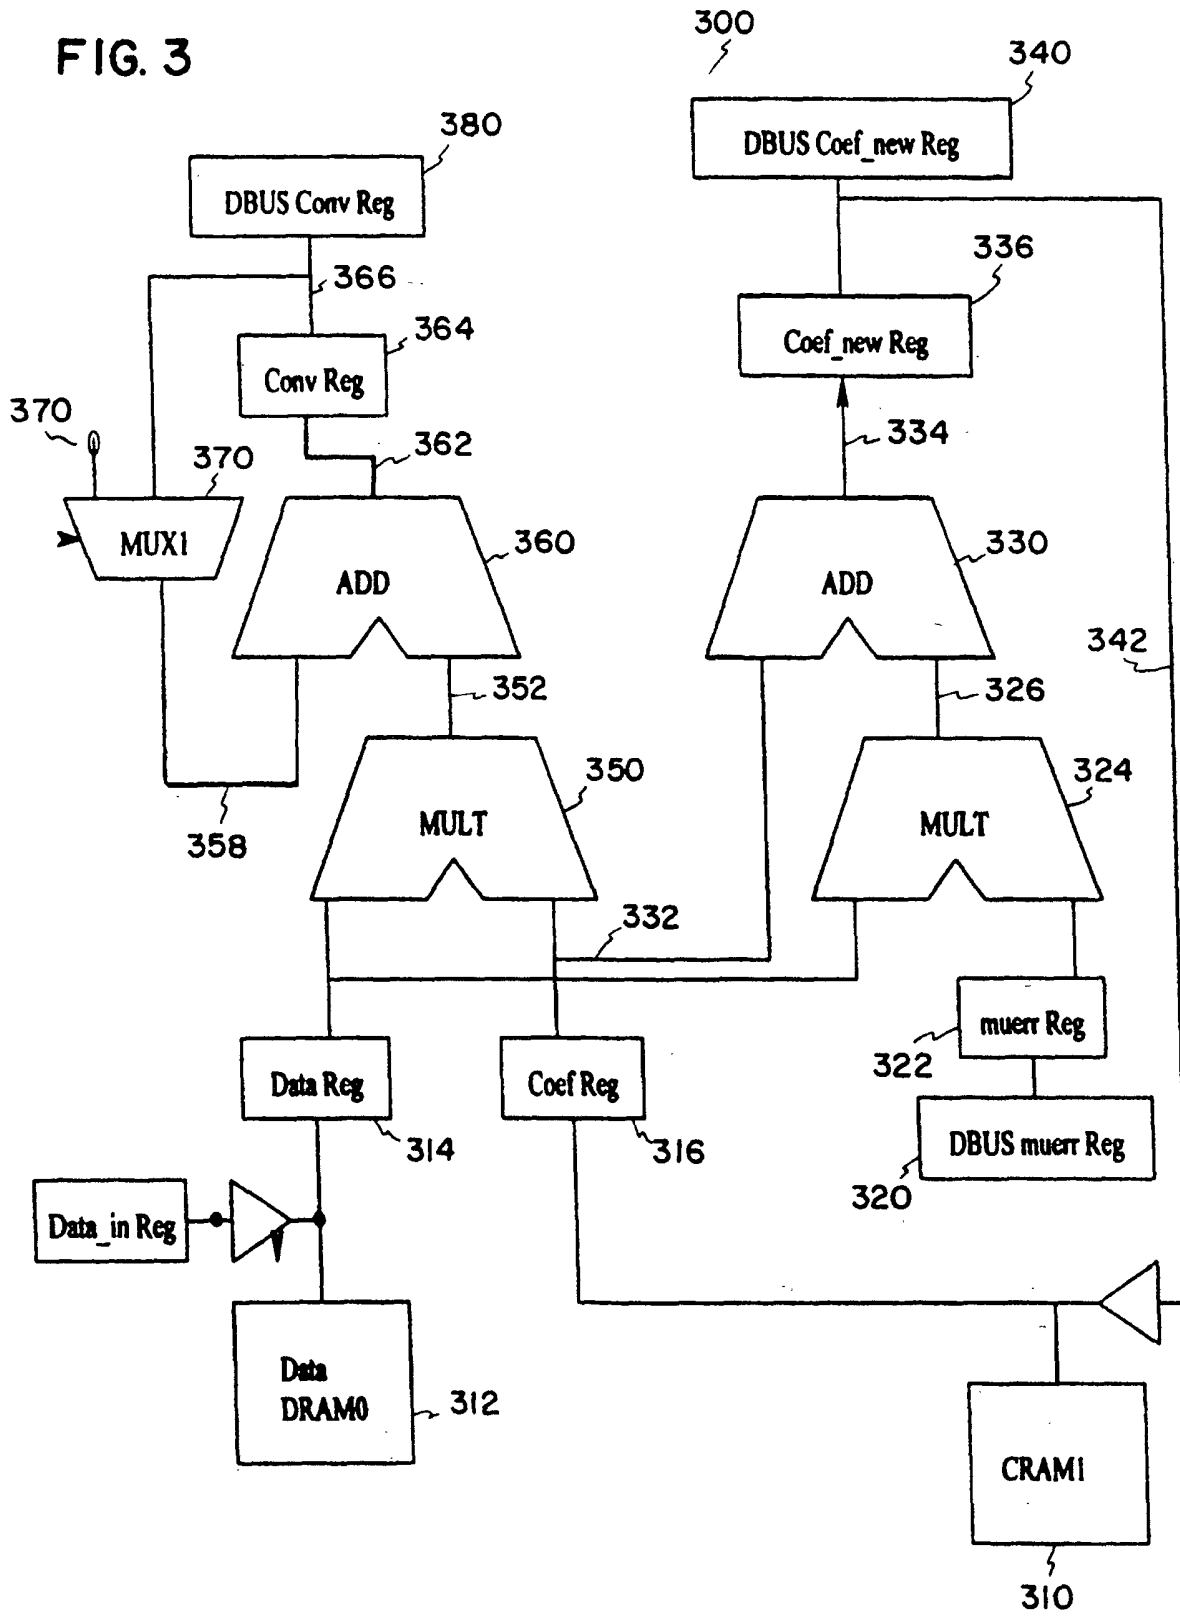 FIG. 3
300
340
DBUS Coef_new Reg
380
DBUS Conv Reg
336
Coef_new Reg
366
364
Conv Reg
370
370
MUX1
362
334
360
ADD
330
ADD
342
352
326
358
350
MULT
324
MULT
332
muerr Reg
322
Data Reg
314
Coef Reg
316
DBUS muerr Reg
320
Data_in Reg
Data
DRAM0
312
CRAM1
310